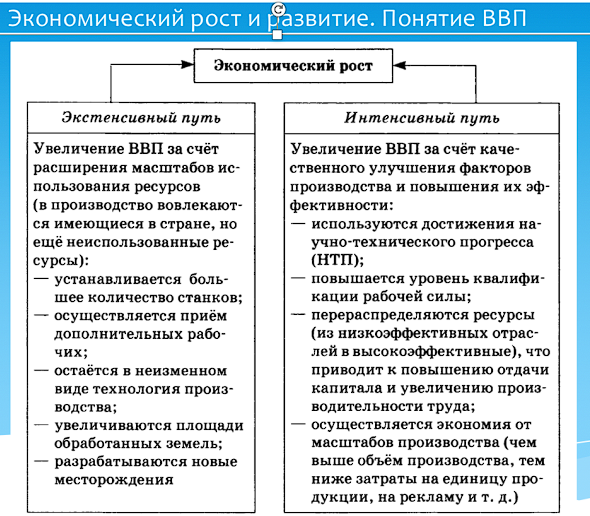 Экономический рост и развитие. Понятие ВВП
Экономический рост
Экстенсивный путь
Увеличение ВВП за счёт
расширения масштабов ис-
пользования ресурсов
(в производство вовлекают-
ся имеющиеся в стране, но
ещё неиспользованные ре-
сурсы):
— устанавливается боль-
шее количество станков;
— осуществляется приём
дополнительных рабо-
чих;
— остаётся в неизменном
виде технология произ-
водства;
— увеличиваются площади
обработанных земель;
— разрабатываются новые
месторождения
Интенсивный путь
Увеличение ВВП за счёт каче-
ственного улучшения факторов
производства и повышения их эф-
фективности:
— используются достижения на-
учно-технического прогресса
(НТП);
— повышается уровень квалифи-
кации рабочей силы;
— перераспределяются ресурсы
(из низкоэффективных отрас-
лей в высокоэффективные), что
приводит к повышению отдачи
капитала и увеличению произ-
водительности труда;
— осуществляется экономия от
масштабов производства (чем
выше объём производства, тем
ниже затраты на единицу про-
дукции, на рекламу и т. д.)